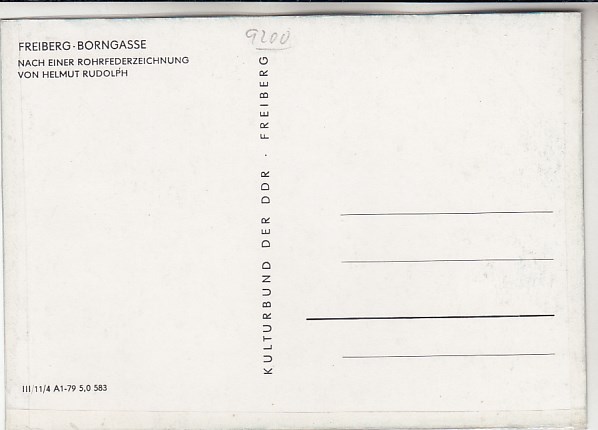 FREIBERG · BORNGASSE
NACH EINER ROHRFEDERZEICHNUNG
VON HELMUT RUDOLPH
9200
KULTURBUND DER DDR · FREIBERG
III/11/4 A1-79 5,0 583